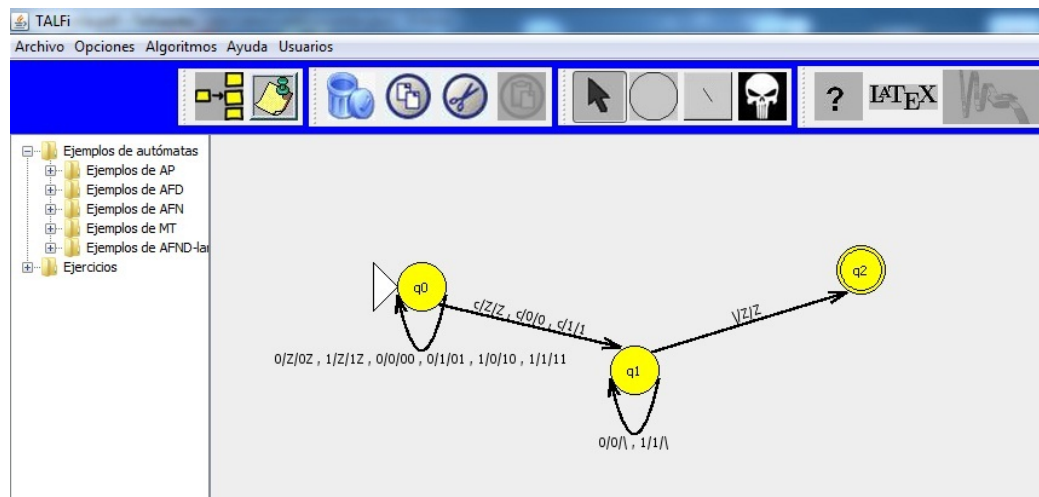 TALFi
Archivo Opciones Algoritmos Ayuda Usuarios
? LATEX
Ejemplos de autómatas
Ejemplos de AP
Ejemplos de AFD
Ejemplos de AFN
Ejemplos de MT
Ejemplos de AFND-la
Ejercicios
q0
q2
c/Z/Z , c/0/0 , c/1/1
\/Z/Z
0/Z/0Z , 1/Z/1Z , 0/0/00 , 0/1/01 , 1/0/10 , 1/1/11
q1
0/0/\ , 1/1/\